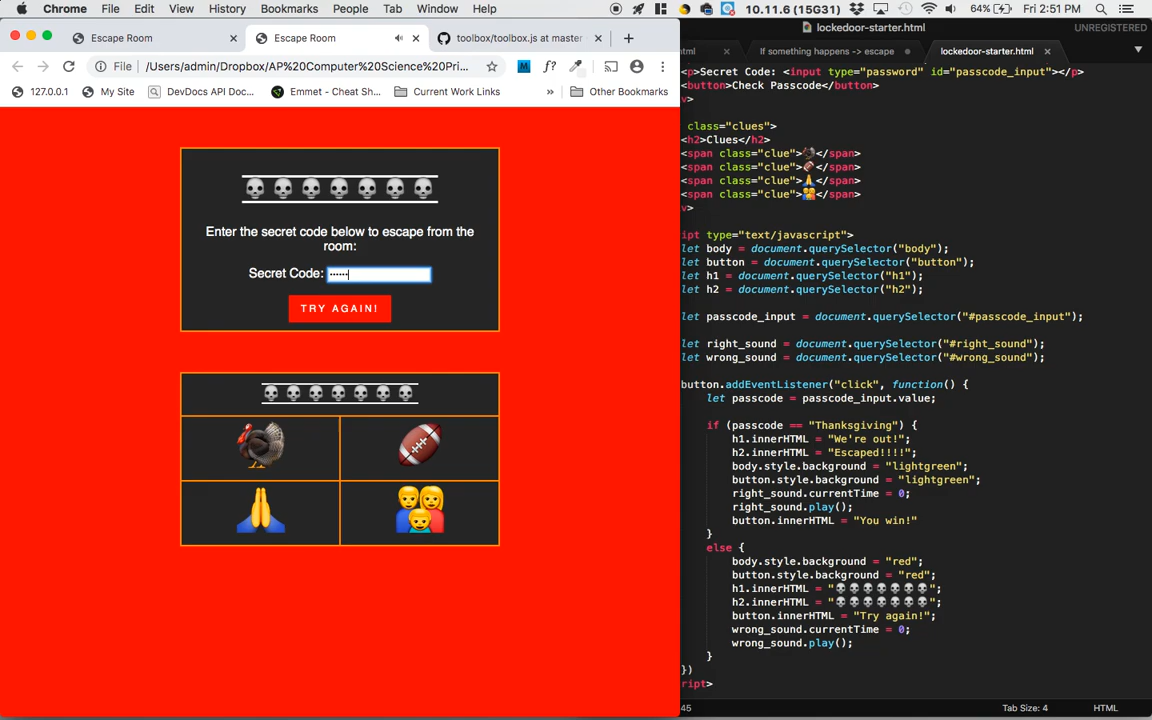 Chrome File Edit View History Bookmarks People Tab Window Help 10.11.6 (15G31) 64% Fri 2:51 PM
lockedoor-starter.html UNREGISTERED
Escape Room × Escape Room × toolbox/toolbox.js at master × +
html × If something happens -> escape lockedoor-starter.html ×
File /Users/admin/Dropbox/AP%20Computer%20Science%20Pri...
127.0.0.1 My Site DevDocs API Doc... Emmet - Cheat Sh... Current Work Links » Other Bookmarks
💀💀💀💀💀💀💀
Enter the secret code below to escape from the
room:
Secret Code: ••••••
TRY AGAIN!
💀💀💀💀💀💀💀
<p>Secret Code: <input type="password" id="passcode_input"></p>
<button>Check Passcode</button>
v>
class="clues">
<h2>Clues</h2>
<span class="clue">🦃</span>
<span class="clue">🏈</span>
<span class="clue">🙏</span>
<span class="clue">👪</span>
v>
ipt type="text/javascript">
let body = document.querySelector("body");
let button = document.querySelector("button");
let h1 = document.querySelector("h1");
let h2 = document.querySelector("h2");
let passcode_input = document.querySelector("#passcode_input");
let right_sound = document.querySelector("#right_sound");
let wrong_sound = document.querySelector("#wrong_sound");
button.addEventListener("click", function() {
let passcode = passcode_input.value;
if (passcode == "Thanksgiving") {
h1.innerHTML = "We're out!";
h2.innerHTML = "Escaped!!!!";
body.style.background = "lightgreen";
button.style.background = "lightgreen";
right_sound.currentTime = 0;
right_sound.play();
button.innerHTML = "You win!"
}
else {
body.style.background = "red";
button.style.background = "red";
h1.innerHTML = "💀💀💀💀💀💀💀";
h2.innerHTML = "💀💀💀💀💀💀💀";
button.innerHTML = "Try again!";
wrong_sound.currentTime = 0;
wrong_sound.play();
}
})
ript>
45 Tab Size: 4 HTML